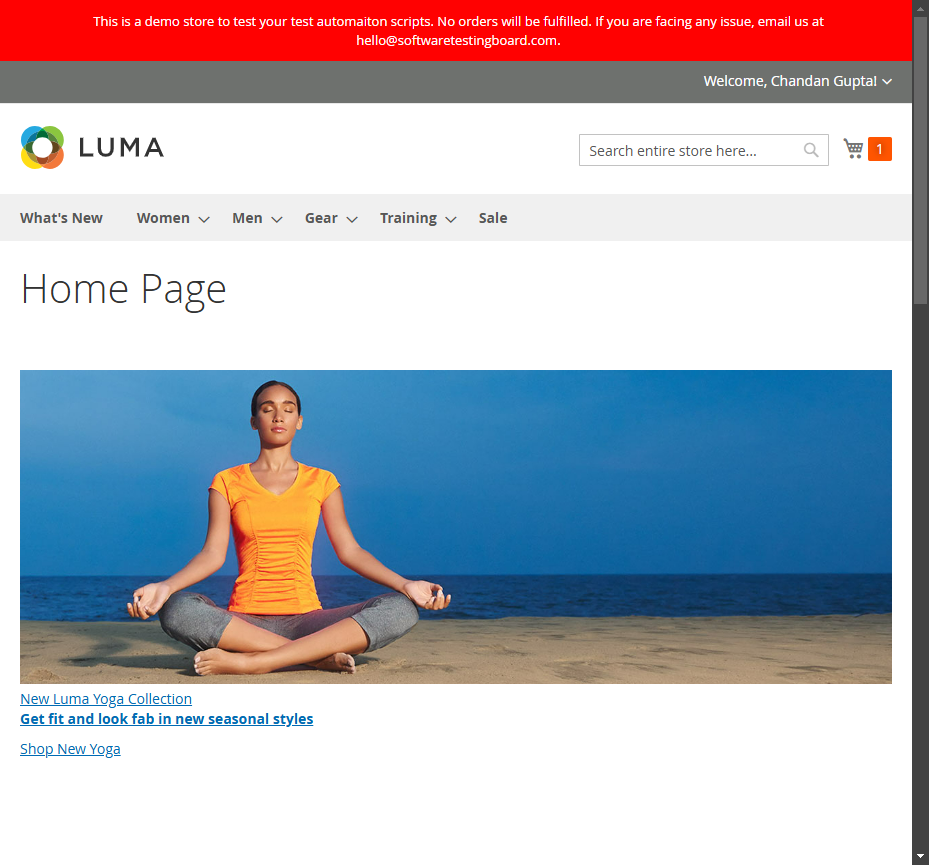 This is a demo store to test your test automaiton scripts. No orders will be fulfilled. If you are facing any issue, email us at
hello@softwaretestingboard.com.
Welcome, Chandan Gupta!
LUMA
Search entire store here...
1
What's New Women Men Gear Training Sale
Home Page
New Luma Yoga Collection
Get fit and look fab in new seasonal styles
Shop New Yoga